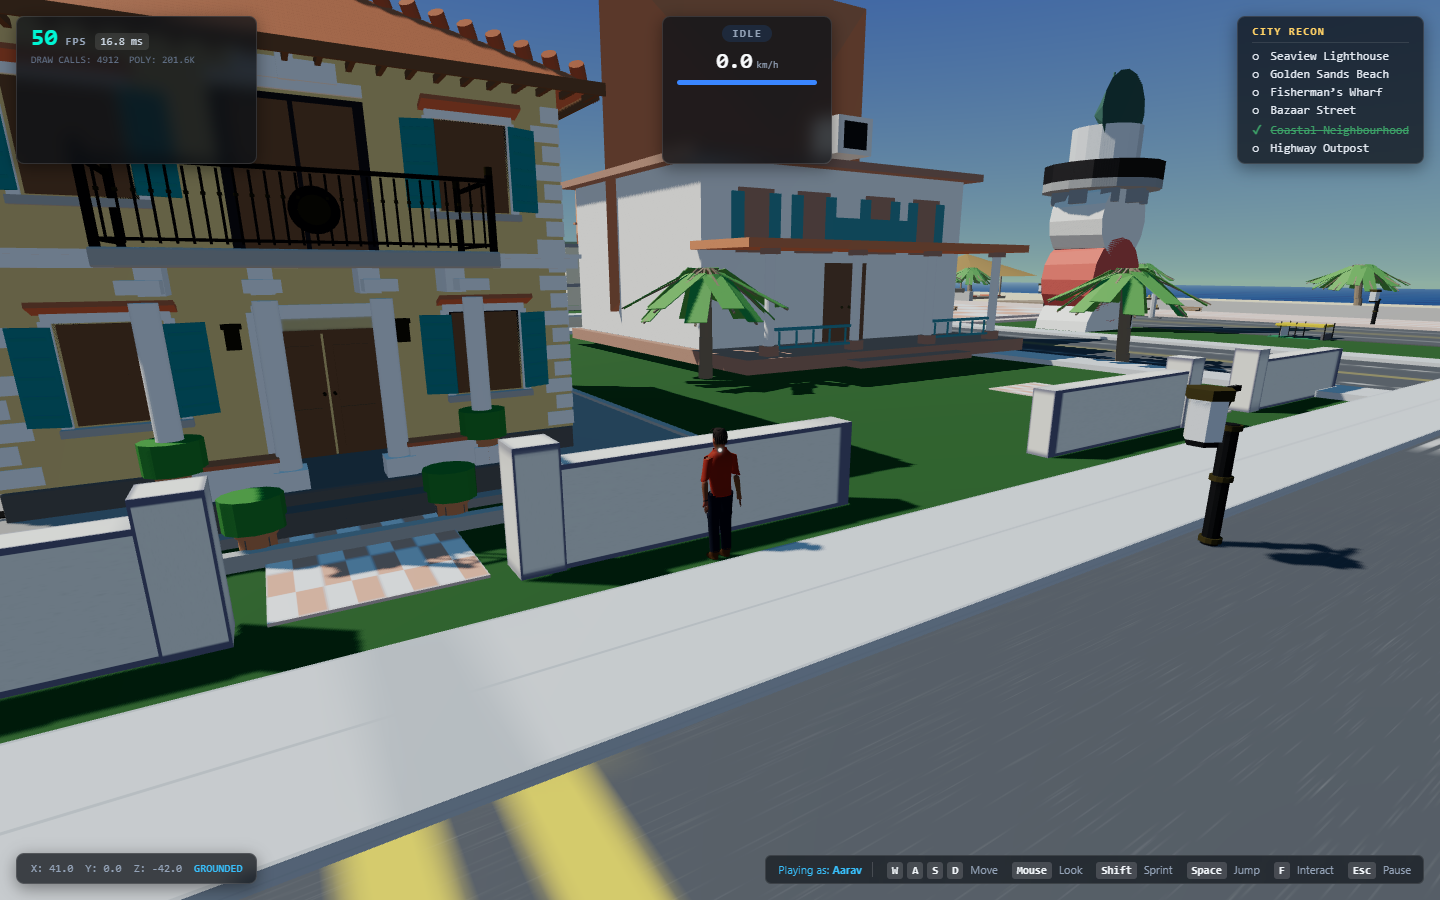 50 FPS 16.8 ms
DRAW CALLS: 4912 POLY: 201.6K
IDLE
0.0 km/h
CITY RECON
Seaview Lighthouse
Golden Sands Beach
Fisherman's Wharf
Bazaar Street
✓ Coastal Neighbourhood
Highway Outpost
X: 41.0 Y: 0.0 Z: -42.0 GROUNDED
Playing as: Aarav W A S D Move Mouse Look Shift Sprint Space Jump F Interact Esc Pause